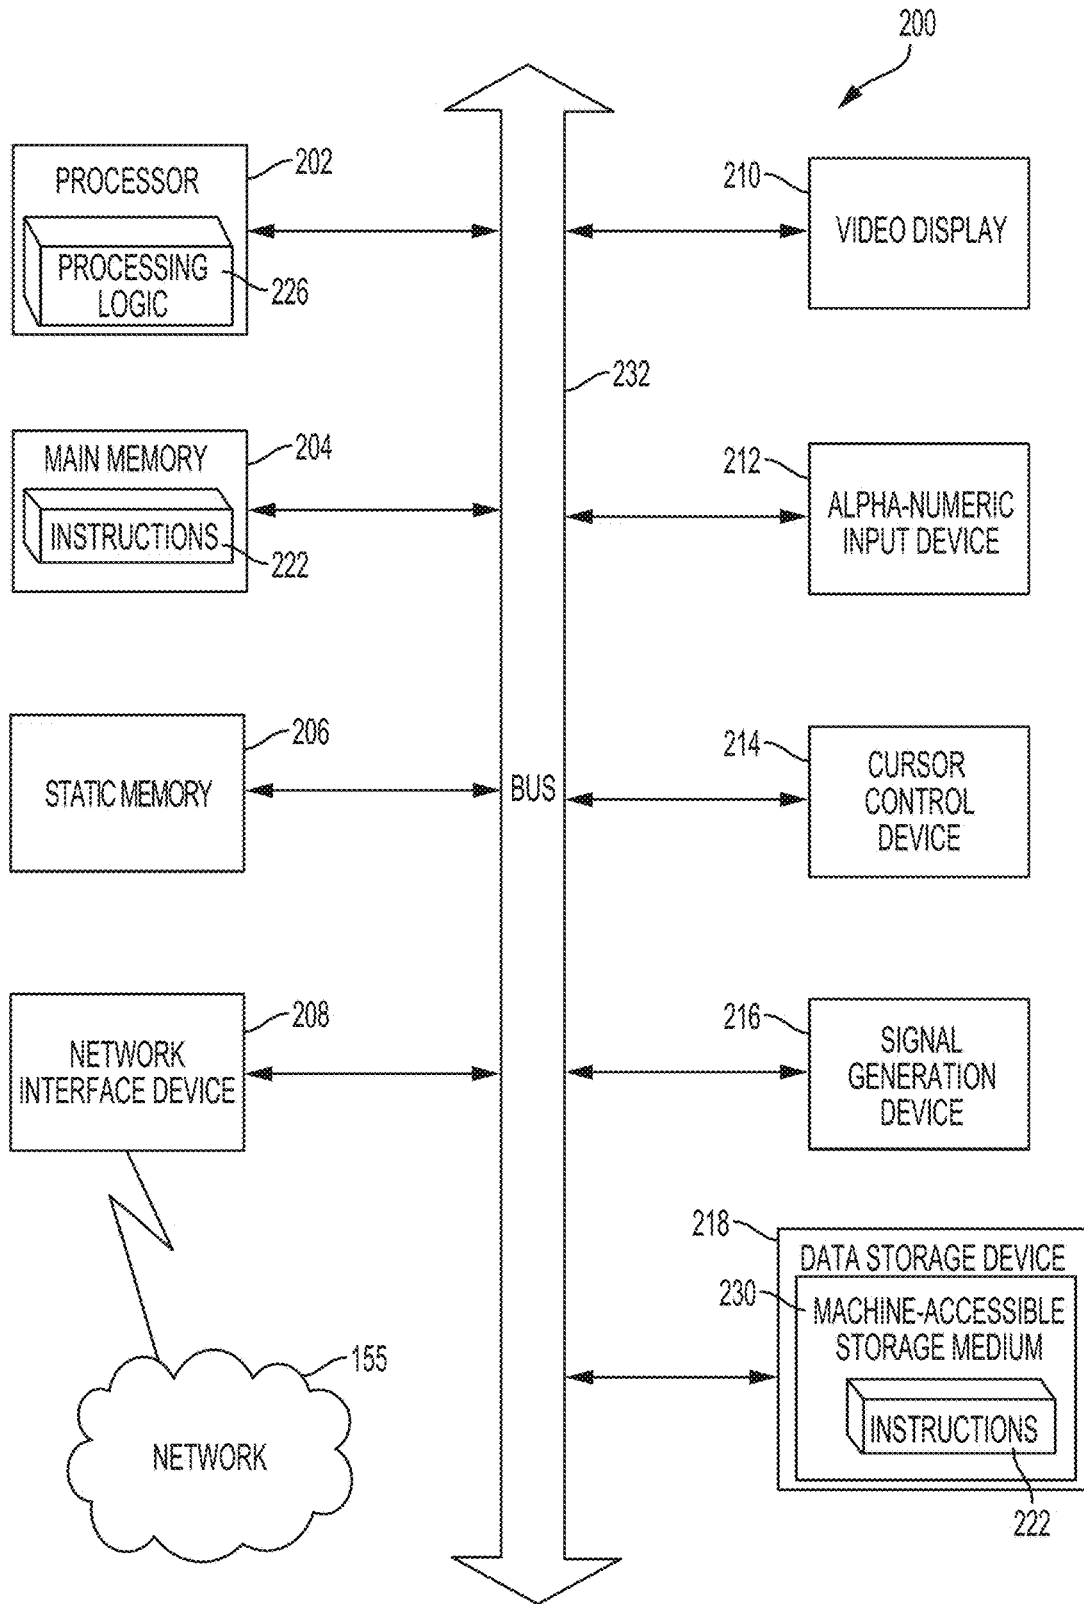 200
PROCESSOR
202
PROCESSING
LOGIC
226
210
VIDEO DISPLAY
232
MAIN MEMORY
204
INSTRUCTIONS
222
212
ALPHA-NUMERIC
INPUT DEVICE
STATIC MEMORY
206
BUS
214
CURSOR
CONTROL
DEVICE
NETWORK
INTERFACE DEVICE
208
216
SIGNAL
GENERATION
DEVICE
218
DATA STORAGE DEVICE
230
MACHINE-ACCESSIBLE
STORAGE MEDIUM
INSTRUCTIONS
222
155
NETWORK